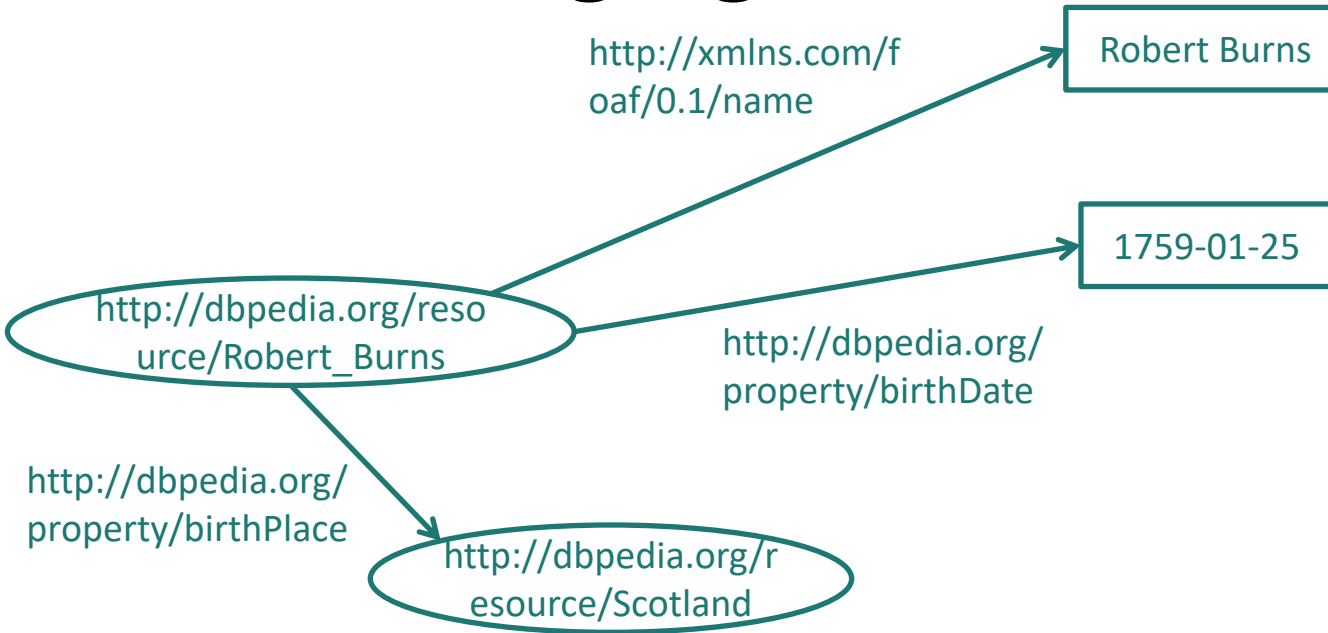 http://xmlns.com/f
oaf/0.1/name
Robert Burns
1759-01-25
http://dbpedia.org/reso
urce/Robert_Burns
http://dbpedia.org/
property/birthDate
http://dbpedia.org/
property/birthPlace
http://dbpedia.org/r
esource/Scotland